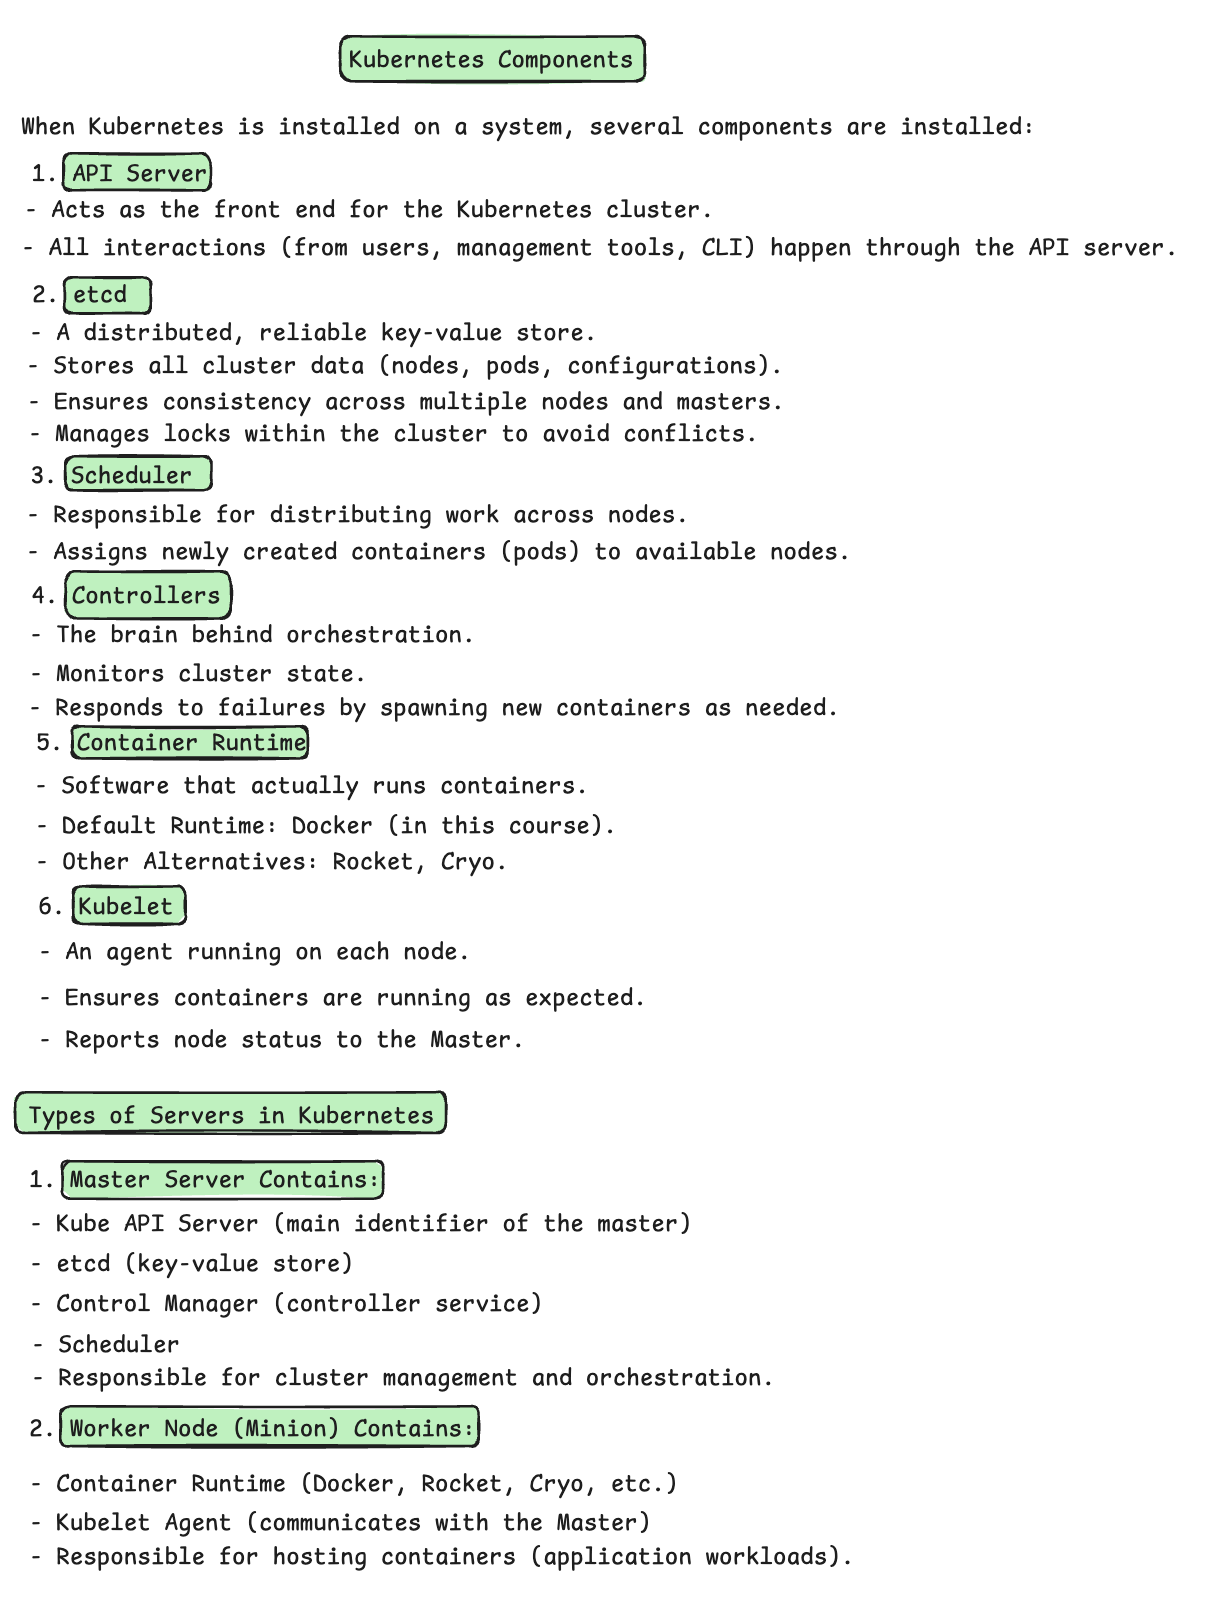 Kubernetes Components
When Kubernetes is installed on a system, several components are installed:
1. API Server
- Acts as the front end for the Kubernetes cluster.
- All interactions (from users, management tools, CLI) happen through the API server.
2. etcd
- A distributed, reliable key-value store.
- Stores all cluster data (nodes, pods, configurations).
- Ensures consistency across multiple nodes and masters.
- Manages locks within the cluster to avoid conflicts.
3. Scheduler
- Responsible for distributing work across nodes.
- Assigns newly created containers (pods) to available nodes.
4. Controllers
- The brain behind orchestration.
- Monitors cluster state.
- Responds to failures by spawning new containers as needed.
5. Container Runtime
- Software that actually runs containers.
- Default Runtime: Docker (in this course).
- Other Alternatives: Rocket, Cryo.
6. Kubelet
- An agent running on each node.
- Ensures containers are running as expected.
- Reports node status to the Master.
Types of Servers in Kubernetes
1. Master Server Contains:
- Kube API Server (main identifier of the master)
- etcd (key-value store)
- Control Manager (controller service)
- Scheduler
- Responsible for cluster management and orchestration.
2. Worker Node (Minion) Contains:
- Container Runtime (Docker, Rocket, Cryo, etc.)
- Kubelet Agent (communicates with the Master)
- Responsible for hosting containers (application workloads).